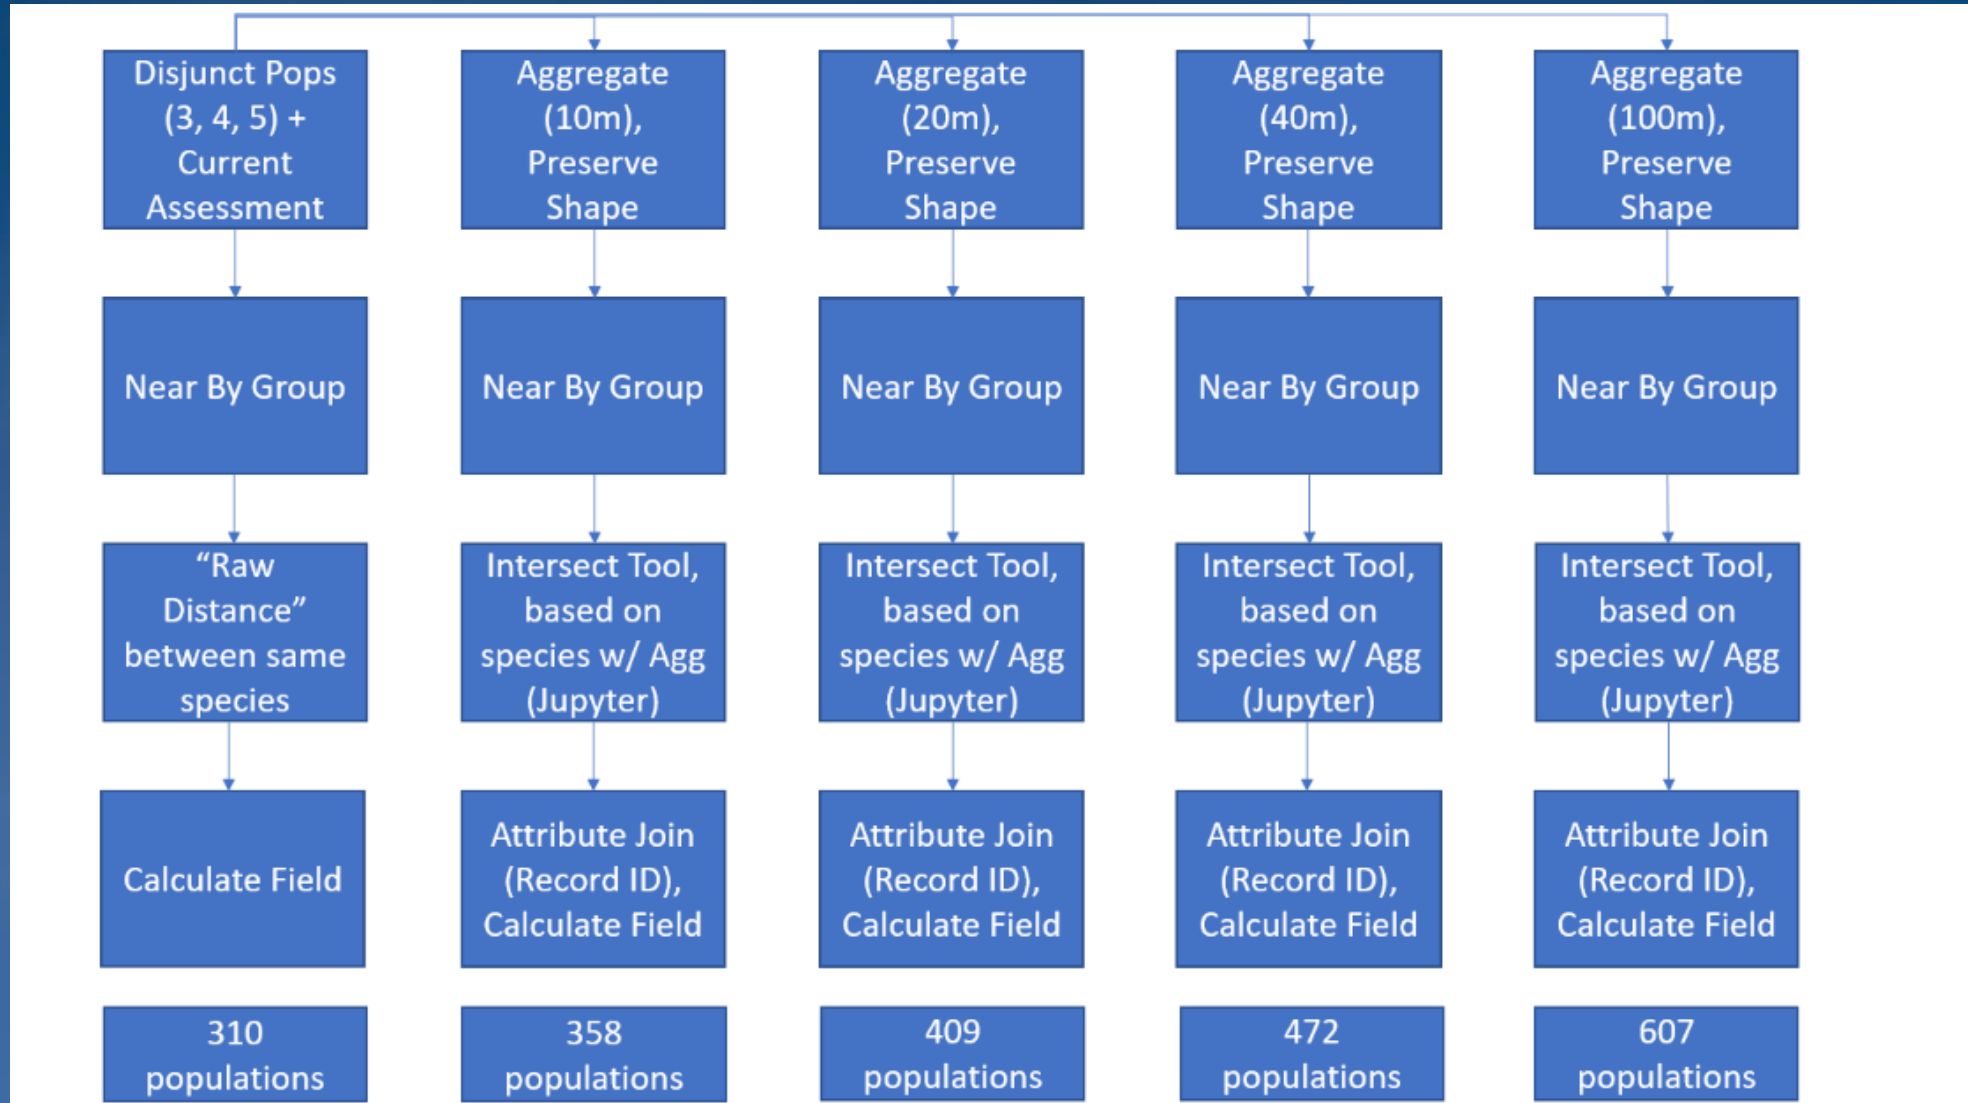 Disjunct Pops
(3, 4, 5) +
Current
Assessment
Aggregate
(10m),
Preserve
Shape
Aggregate
(20m),
Preserve
Shape
Aggregate
(40m),
Preserve
Shape
Aggregate
(100m),
Preserve
Shape
Near By Group
Near By Group
Near By Group
Near By Group
Near By Group
“Raw
Distance”
between same
species
Intersect Tool,
based on
species w/ Agg
(Jupyter)
Intersect Tool,
based on
species w/ Agg
(Jupyter)
Intersect Tool,
based on
species w/ Agg
(Jupyter)
Intersect Tool,
based on
species w/ Agg
(Jupyter)
Calculate Field
Attribute Join
(Record ID),
Calculate Field
Attribute Join
(Record ID),
Calculate Field
Attribute Join
(Record ID),
Calculate Field
Attribute Join
(Record ID),
Calculate Field
310
populations
358
populations
409
populations
472
populations
607
populations